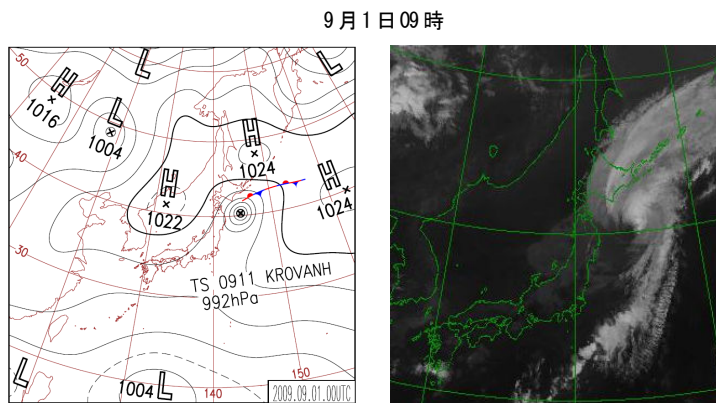 9月1日09時
50
H
1016
L
1004
L
L
40
H
1024
H
1022
H
1024
30
TS 0911 KROVANH
992hPa
L
1004 L
140
150
2009.09.01.00UTC